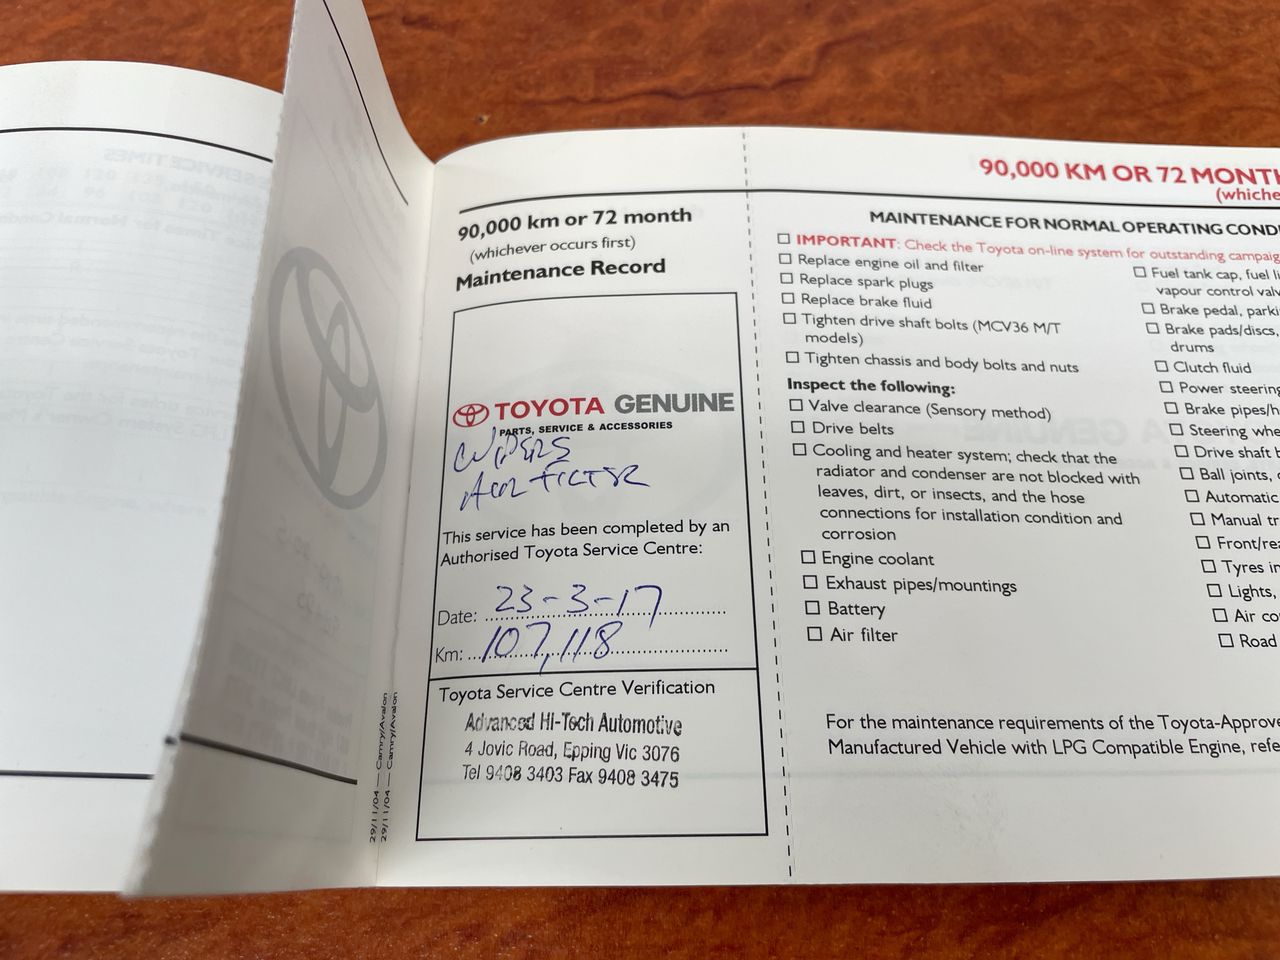 90,000 km or 72 month
(whichever occurs first)
Maintenance Record
TOYOTA GENUINE
PARTS, SERVICE & ACCESSORIES
WIPERS
AIR FILTER
This service has been completed by an
Authorised Toyota Service Centre:
Date: 23-3-17
Km: 107,118
Toyota Service Centre Verification
Advanced Hi-Tech Automotive
4 Jovic Road, Epping Vic 3076
Tel 9408 3403 Fax 9408 3475
29/11/04 — Camry/Avalon
29/11/04 — Camry/Avalon
90,000 KM OR 72 MONTH
(whiche
MAINTENANCE FOR NORMAL OPERATING CONDI
IMPORTANT: Check the Toyota on-line system for outstanding campaig
Replace engine oil and filter
Replace spark plugs
Replace brake fluid
Tighten drive shaft bolts (MCV36 M/T
models)
Tighten chassis and body bolts and nuts
Inspect the following:
Valve clearance (Sensory method)
Drive belts
Cooling and heater system; check that the
radiator and condenser are not blocked with
leaves, dirt, or insects, and the hose
connections for installation condition and
corrosion
Engine coolant
Exhaust pipes/mountings
Battery
Air filter
Fuel tank cap, fuel li
vapour control valv
Brake pedal, parki
Brake pads/discs,
drums
Clutch fluid
Power steering
Brake pipes/h
Steering whe
Drive shaft b
Ball joints,
Automatic
Manual tr
Front/rea
Tyres in
Lights,
Air co
Road
For the maintenance requirements of the Toyota-Approve
Manufactured Vehicle with LPG Compatible Engine, refe